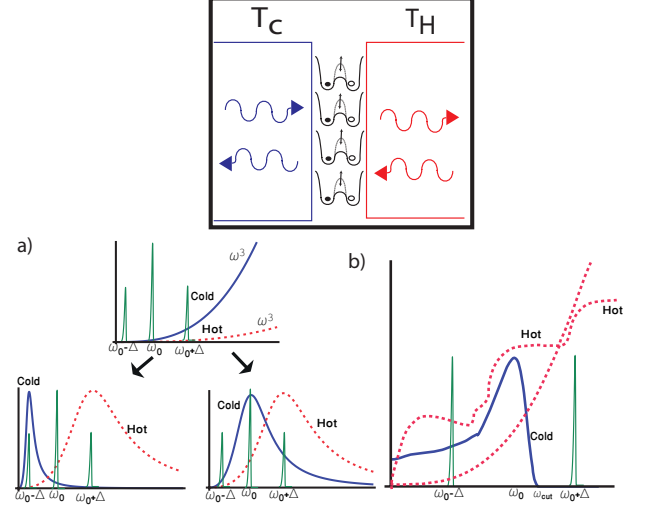 T_C T_H
a) b)
ω³
Cold
Hot ω³
ω₀-Δ ω₀ ω₀+Δ
Cold
Hot
ω₀-Δ ω₀ ω₀+Δ
Cold
Hot
ω₀-Δ ω₀ ω₀+Δ
Hot
Cold
ω₀-Δ ω₀ ω_cut ω₀+Δ